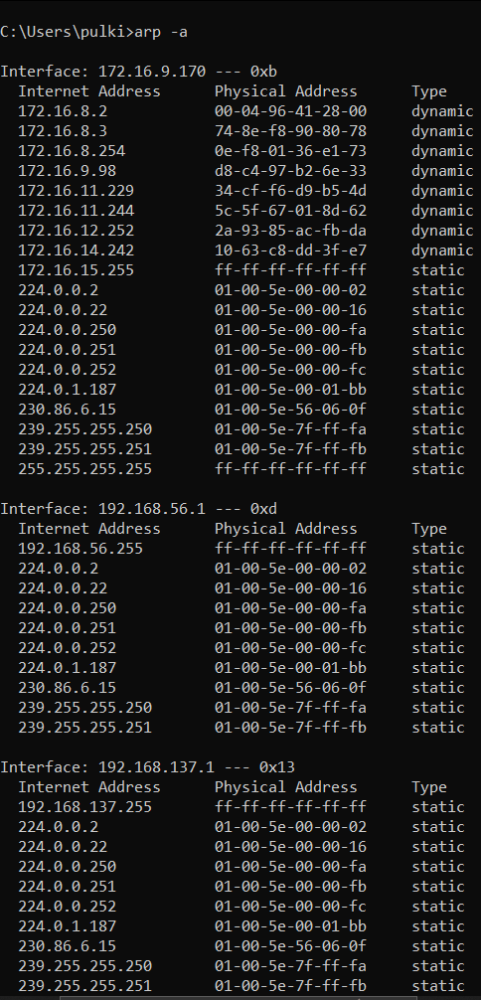 C:\Users\pulki>arp -a
Interface: 172.16.9.170 --- 0xb
Internet Address Physical Address Type
172.16.8.2 00-04-96-41-28-00 dynamic
172.16.8.3 74-8e-f8-90-80-78 dynamic
172.16.8.254 0e-f8-01-36-e1-73 dynamic
172.16.9.98 d8-c4-97-b2-6e-33 dynamic
172.16.11.229 34-cf-f6-d9-b5-4d dynamic
172.16.11.244 5c-5f-67-01-8d-62 dynamic
172.16.12.252 2a-93-85-ac-fb-da dynamic
172.16.14.242 10-63-c8-dd-3f-e7 dynamic
172.16.15.255 ff-ff-ff-ff-ff-ff static
224.0.0.2 01-00-5e-00-00-02 static
224.0.0.22 01-00-5e-00-00-16 static
224.0.0.250 01-00-5e-00-00-fa static
224.0.0.251 01-00-5e-00-00-fb static
224.0.0.252 01-00-5e-00-00-fc static
224.0.1.187 01-00-5e-00-01-bb static
230.86.6.15 01-00-5e-56-06-0f static
239.255.255.250 01-00-5e-7f-ff-fa static
239.255.255.251 01-00-5e-7f-ff-fb static
255.255.255.255 ff-ff-ff-ff-ff-ff static
Interface: 192.168.56.1 --- 0xd
Internet Address Physical Address Type
192.168.56.255 ff-ff-ff-ff-ff-ff static
224.0.0.2 01-00-5e-00-00-02 static
224.0.0.22 01-00-5e-00-00-16 static
224.0.0.250 01-00-5e-00-00-fa static
224.0.0.251 01-00-5e-00-00-fb static
224.0.0.252 01-00-5e-00-00-fc static
224.0.1.187 01-00-5e-00-01-bb static
230.86.6.15 01-00-5e-56-06-0f static
239.255.255.250 01-00-5e-7f-ff-fa static
239.255.255.251 01-00-5e-7f-ff-fb static
Interface: 192.168.137.1 --- 0x13
Internet Address Physical Address Type
192.168.137.255 ff-ff-ff-ff-ff-ff static
224.0.0.2 01-00-5e-00-00-02 static
224.0.0.22 01-00-5e-00-00-16 static
224.0.0.250 01-00-5e-00-00-fa static
224.0.0.251 01-00-5e-00-00-fb static
224.0.0.252 01-00-5e-00-00-fc static
224.0.1.187 01-00-5e-00-01-bb static
230.86.6.15 01-00-5e-56-06-0f static
239.255.255.250 01-00-5e-7f-ff-fa static
239.255.255.251 01-00-5e-7f-ff-fb static